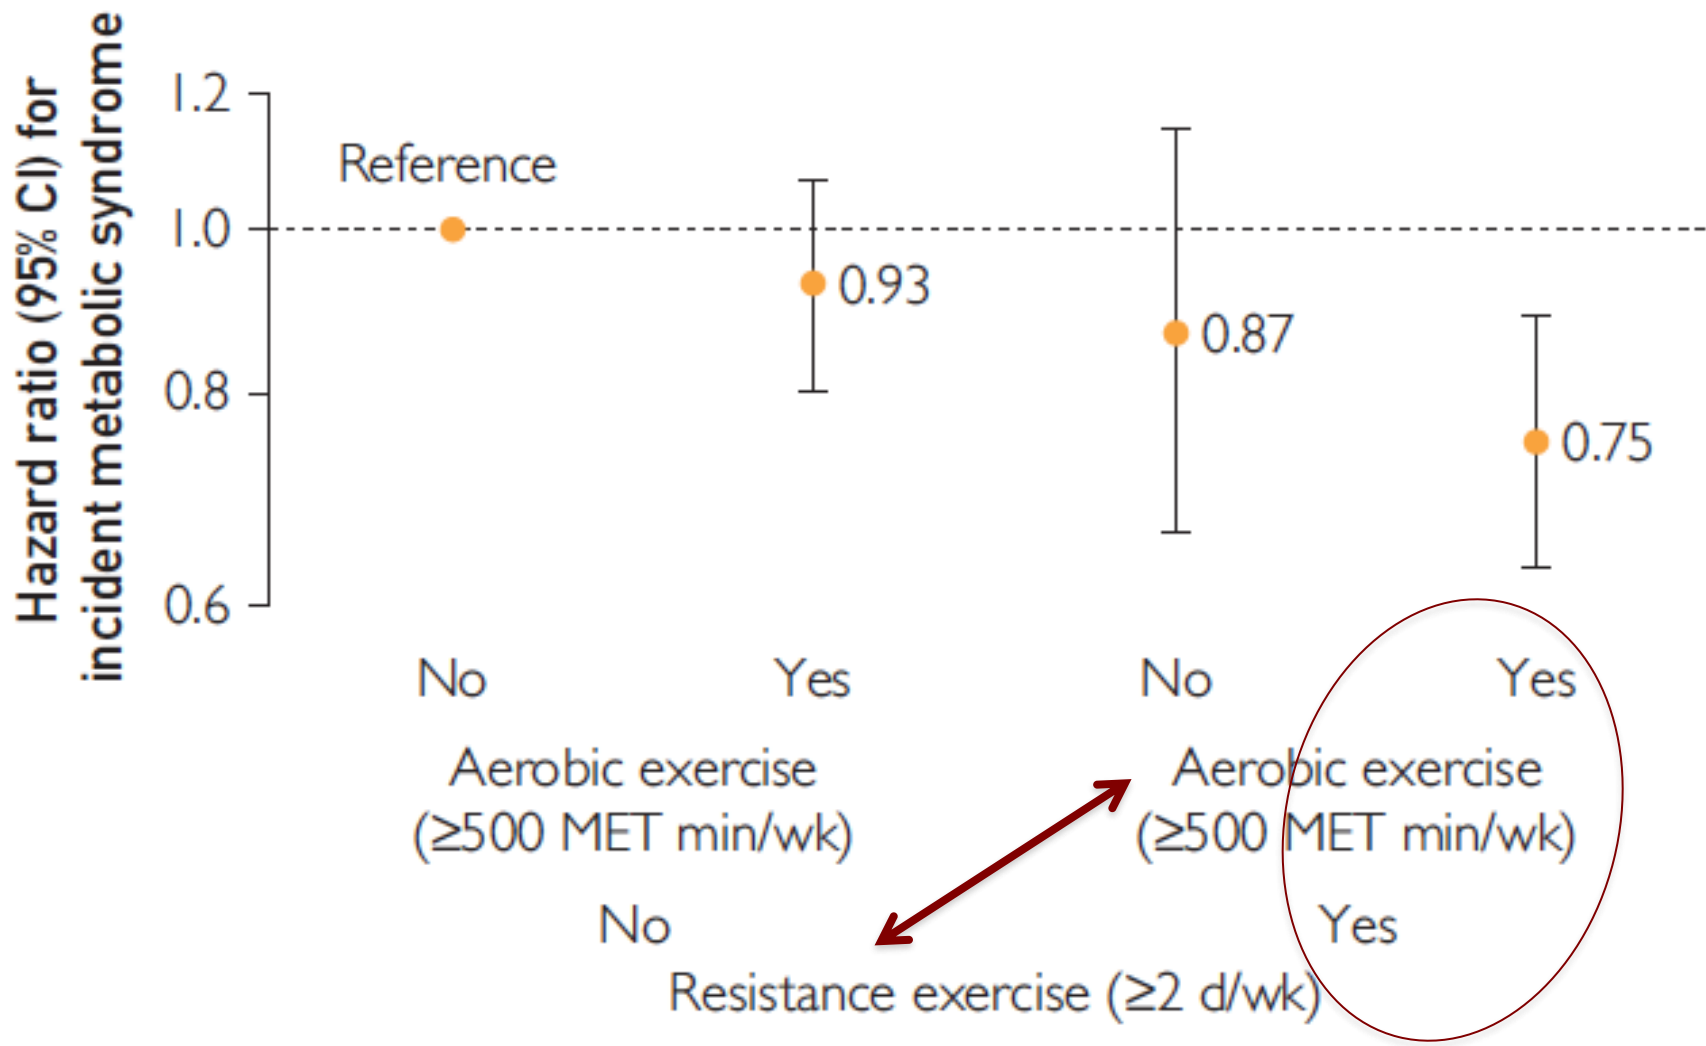 Hazard ratio (95% CI) for
incident metabolic syndrome
1.2
1.0
0.8
0.6
Reference
0.93
0.87
0.75
No Yes No Yes
Aerobic exercise Aerobic exercise
(≥500 MET min/wk) (≥500 MET min/wk)
No Yes
Resistance exercise (≥2 d/wk)